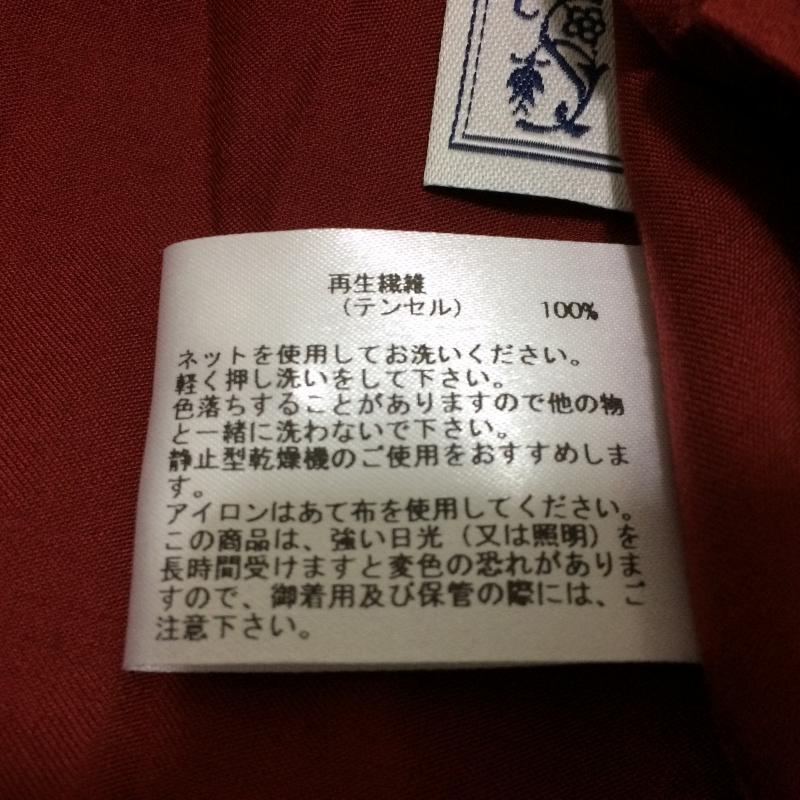 再生繊維
（テンセル） 100%
ネットを使用してお洗いください。
軽く押し洗いをして下さい。
色落ちすることがありますので他の物
と一緒に洗わないで下さい。
静止型乾燥機のご使用をおすすめしま
す。
アイロンはあて布を使用してください。
この商品は、強い日光（又は照明）を
長時間受けますと変色の恐れがありま
すので、御着用及び保管の際には、ご
注意下さい。